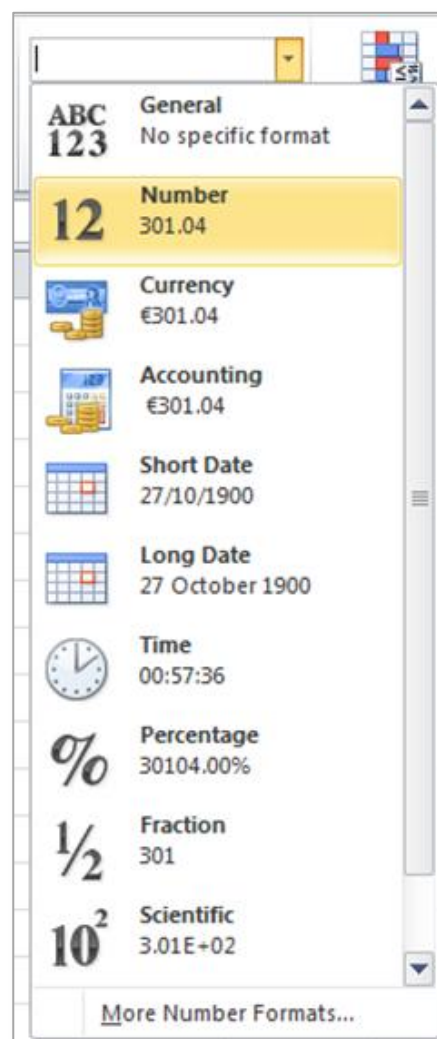 ABC
123
General
No specific format
12
Number
301.04
Currency
€301.04
Accounting
€301.04
Short Date
27/10/1900
Long Date
27 October 1900
Time
00:57:36
%
Percentage
30104.00%
1/2
Fraction
301
10²
Scientific
3.01E+02
More Number Formats...